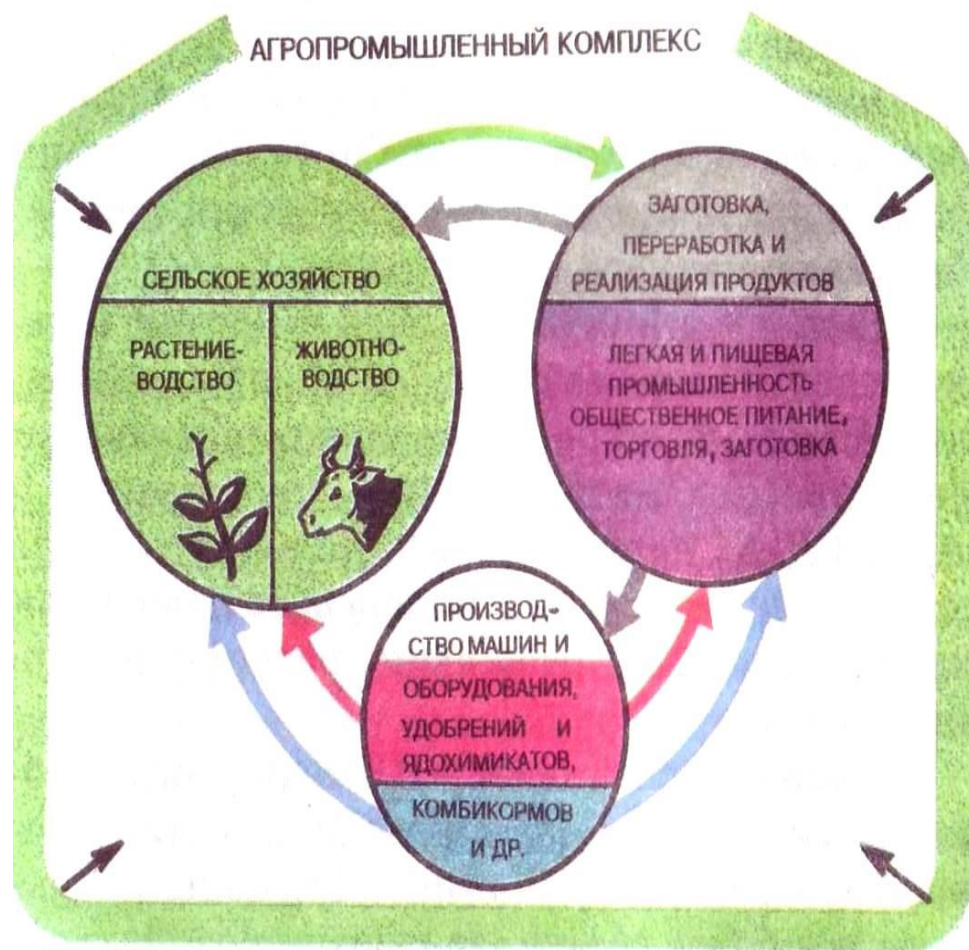 АГРОПРОМЫШЛЕННЫЙ КОМПЛЕКС
СЕЛЬСКОЕ ХОЗЯЙСТВО
РАСТЕНИЕ-
ВОДСТВО
ЖИВОТНО-
ВОДСТВО
ЗАГОТОВКА,
ПЕРЕРАБОТКА И
РЕАЛИЗАЦИЯ ПРОДУКТОВ
ЛЕГКАЯ И ПИЩЕВАЯ
ПРОМЫШЛЕННОСТЬ
ОБЩЕСТВЕННОЕ ПИТАНИЕ,
ТОРГОВЛЯ, ЗАГОТОВКА
ПРОИЗВОД-
СТВО МАШИН И
ОБОРУДОВАНИЯ,
УДОБРЕНИЙ И
ЯДОХИМИКАТОВ,
КОМБИКОРМОВ
И ДР.